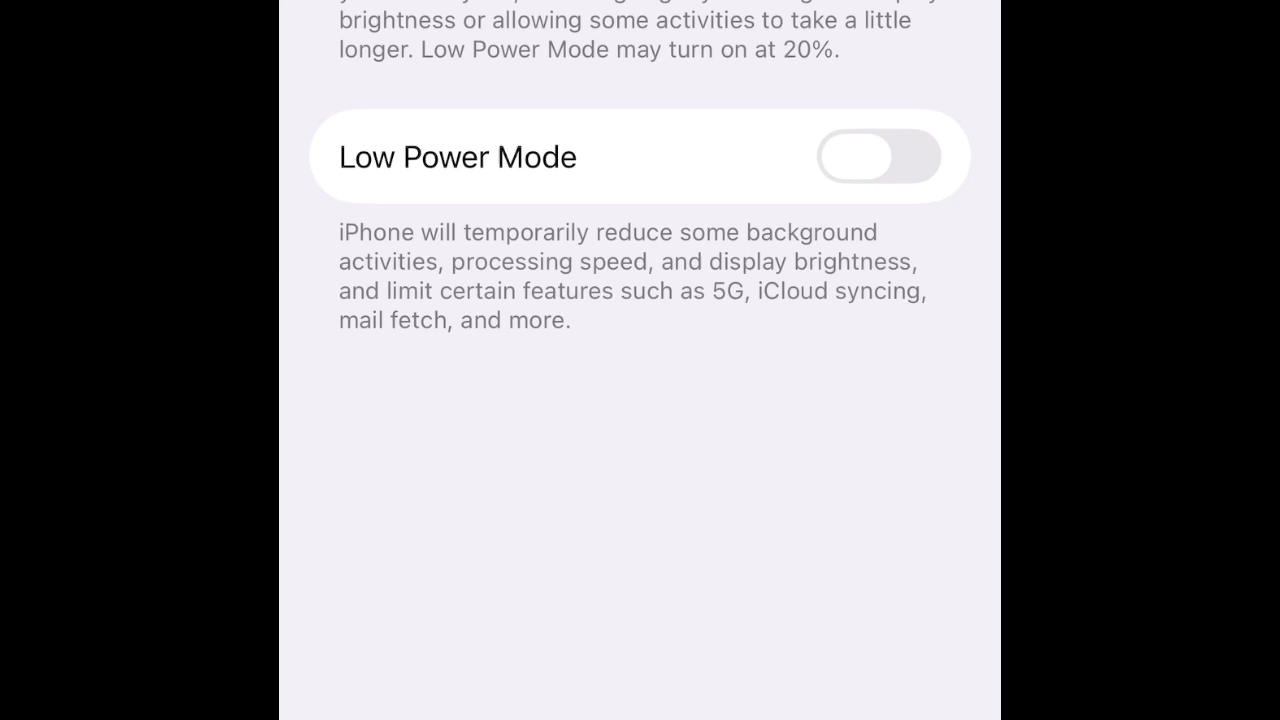 brightness or allowing some activities to take a little
longer. Low Power Mode may turn on at 20%.
Low Power Mode
iPhone will temporarily reduce some background
activities, processing speed, and display brightness,
and limit certain features such as 5G, iCloud syncing,
mail fetch, and more.